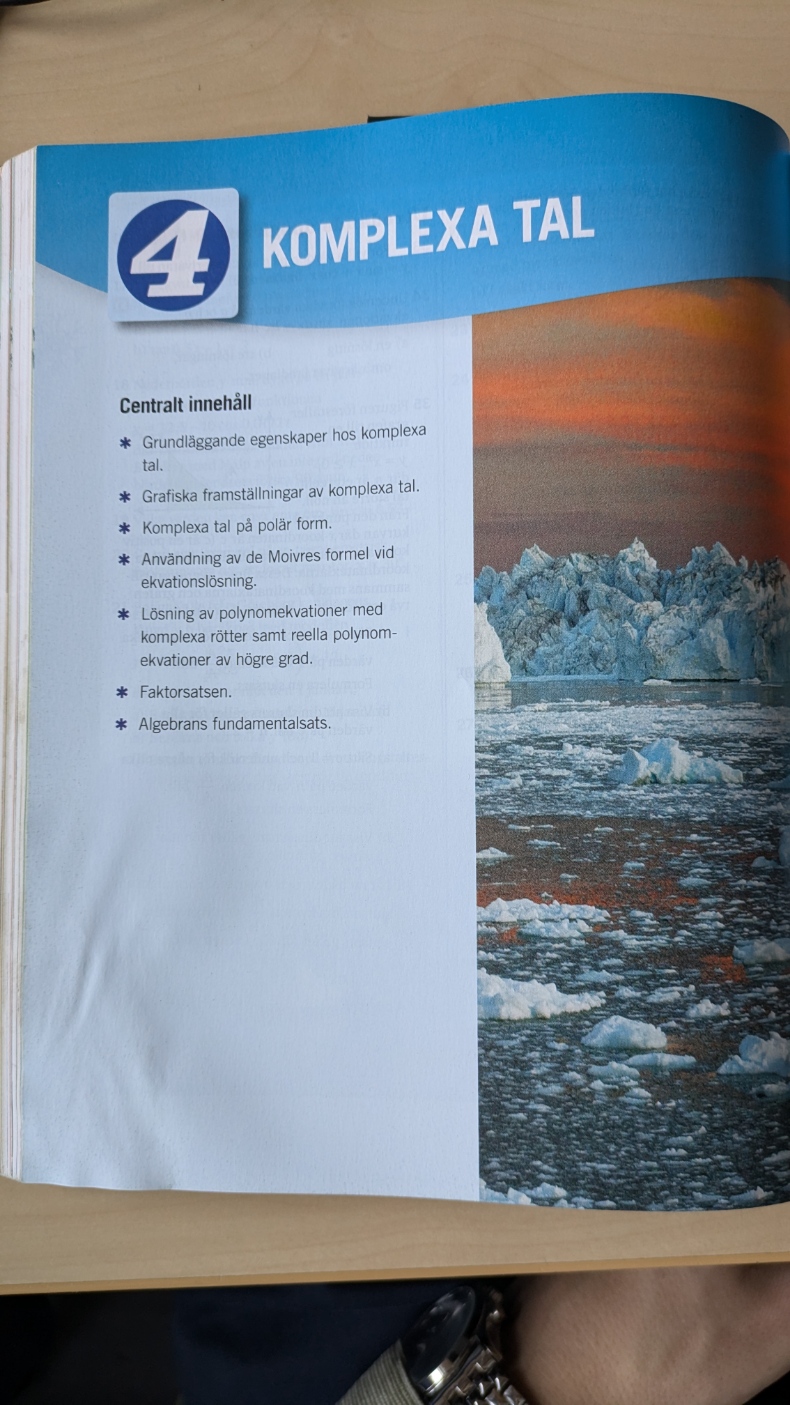 4
KOMPLEXA TAL
Centralt innehåll
* Grundläggande egenskaper hos komplexa
tal.
* Grafiska framställningar av komplexa tal.
* Komplexa tal på polär form.
* Användning av de Moivres formel vid
ekvationslösning.
* Lösning av polynomekvationer med
komplexa rötter samt reella polynom-
ekvationer av högre grad.
* Faktorsatsen.
* Algebrans fundamentalsats.